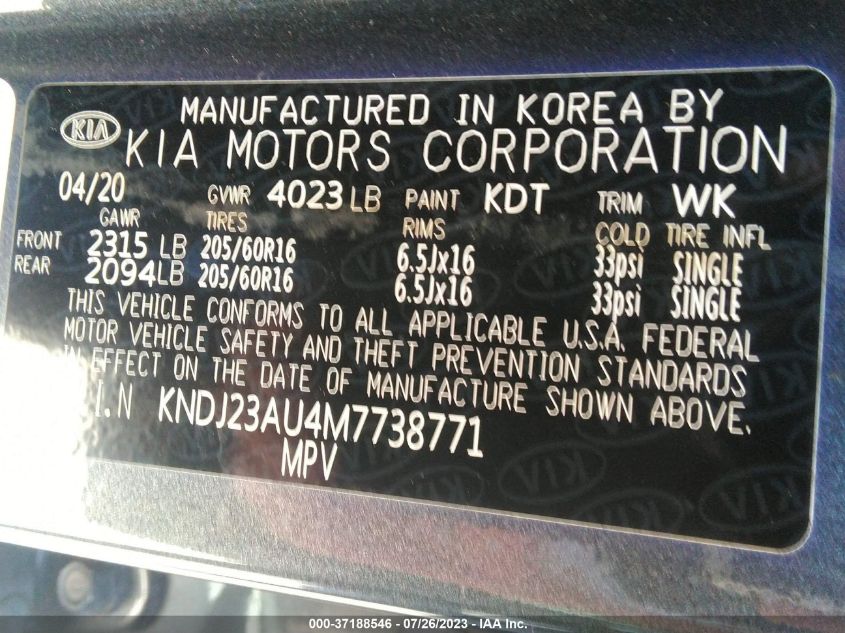 MANUFACTURED IN KOREA BY
KIA KIA MOTORS CORPORATION
04/20 GVWR 4023 LB PAINT KDT TRIM WK
GAWR TIRES RIMS COLD TIRE INFL
FRONT 2315 LB 205/60R16 6.5Jx16 33psi SINGLE
REAR 2094 LB 205/60R16 6.5Jx16 33psi SINGLE
THIS VEHICLE CONFORMS TO ALL APPLICABLE U.S.A. FEDERAL
MOTOR VEHICLE SAFETY AND THEFT PREVENTION STANDARDS
IN EFFECT ON THE DATE OF MANUFACTURE SHOWN ABOVE.
V.I.N KNDJ23AU4M7738771
MPV
000-37188546 - 07/26/2023 - IAA Inc.